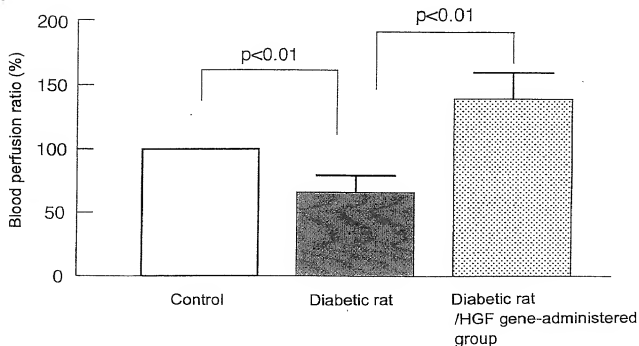 200
150
100
50
0
Blood perfusion ratio (%)
p<0.01
p<0.01
Control
Diabetic rat
Diabetic rat
/HGF gene-administered
group